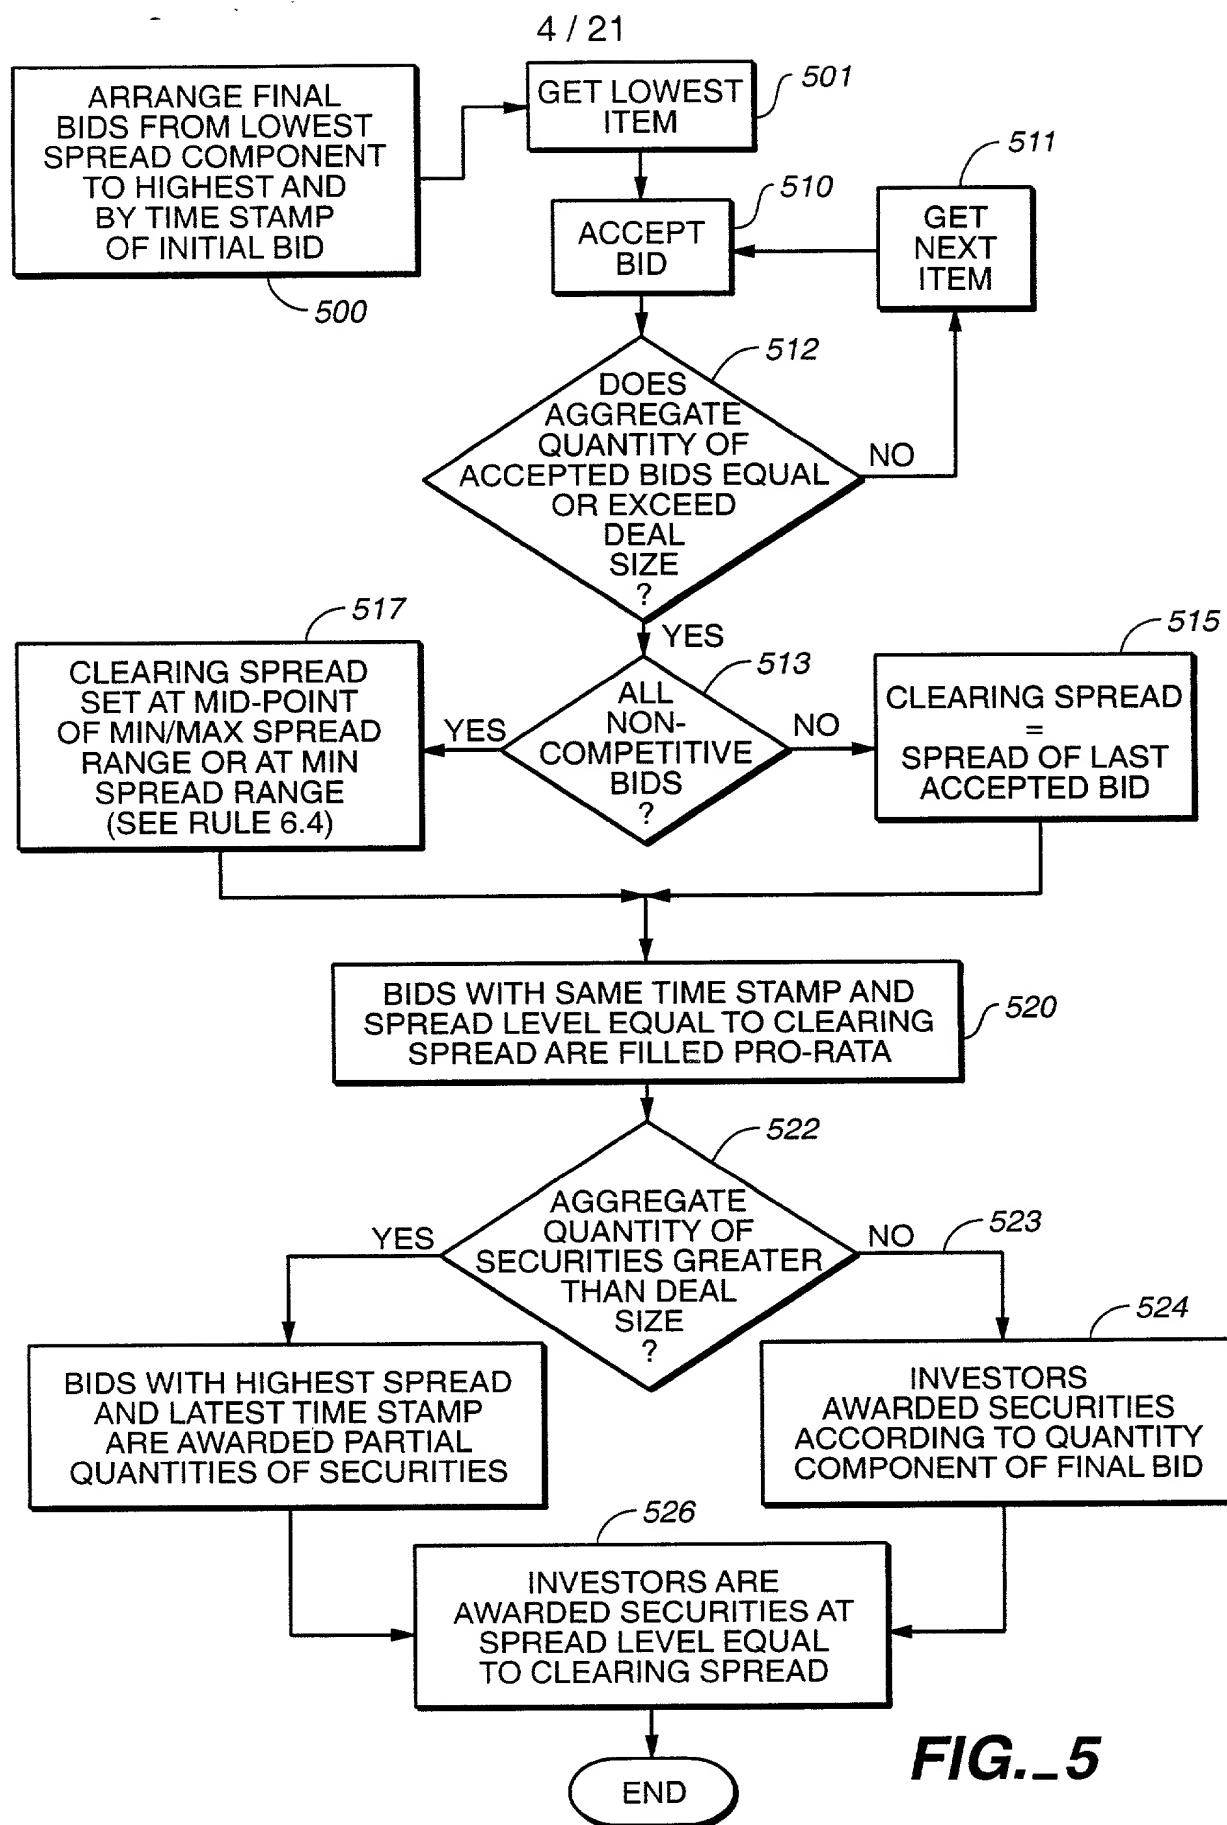 4 / 21
ARRANGE FINAL
BIDS FROM LOWEST
SPREAD COMPONENT
TO HIGHEST AND
BY TIME STAMP
OF INITIAL BID
500
GET LOWEST
ITEM
501
ACCEPT
BID
510
GET
NEXT
ITEM
511
DOES
AGGREGATE
QUANTITY OF
ACCEPTED BIDS EQUAL
OR EXCEED
DEAL
SIZE
?
512
NO
YES
ALL
NON-
COMPETITIVE
BIDS
?
513
YES
NO
CLEARING SPREAD
SET AT MID-POINT
OF MIN/MAX SPREAD
RANGE OR AT MIN
SPREAD RANGE
(SEE RULE 6.4)
517
CLEARING SPREAD
=
SPREAD OF LAST
ACCEPTED BID
515
BIDS WITH SAME TIME STAMP AND
SPREAD LEVEL EQUAL TO CLEARING
SPREAD ARE FILLED PRO-RATA
520
AGGREGATE
QUANTITY OF
SECURITIES GREATER
THAN DEAL
SIZE
?
522
YES
NO
523
BIDS WITH HIGHEST SPREAD
AND LATEST TIME STAMP
ARE AWARDED PARTIAL
QUANTITIES OF SECURITIES
INVESTORS
AWARDED SECURITIES
ACCORDING TO QUANTITY
COMPONENT OF FINAL BID
524
INVESTORS ARE
AWARDED SECURITIES AT
SPREAD LEVEL EQUAL
TO CLEARING SPREAD
526
END
FIG._5